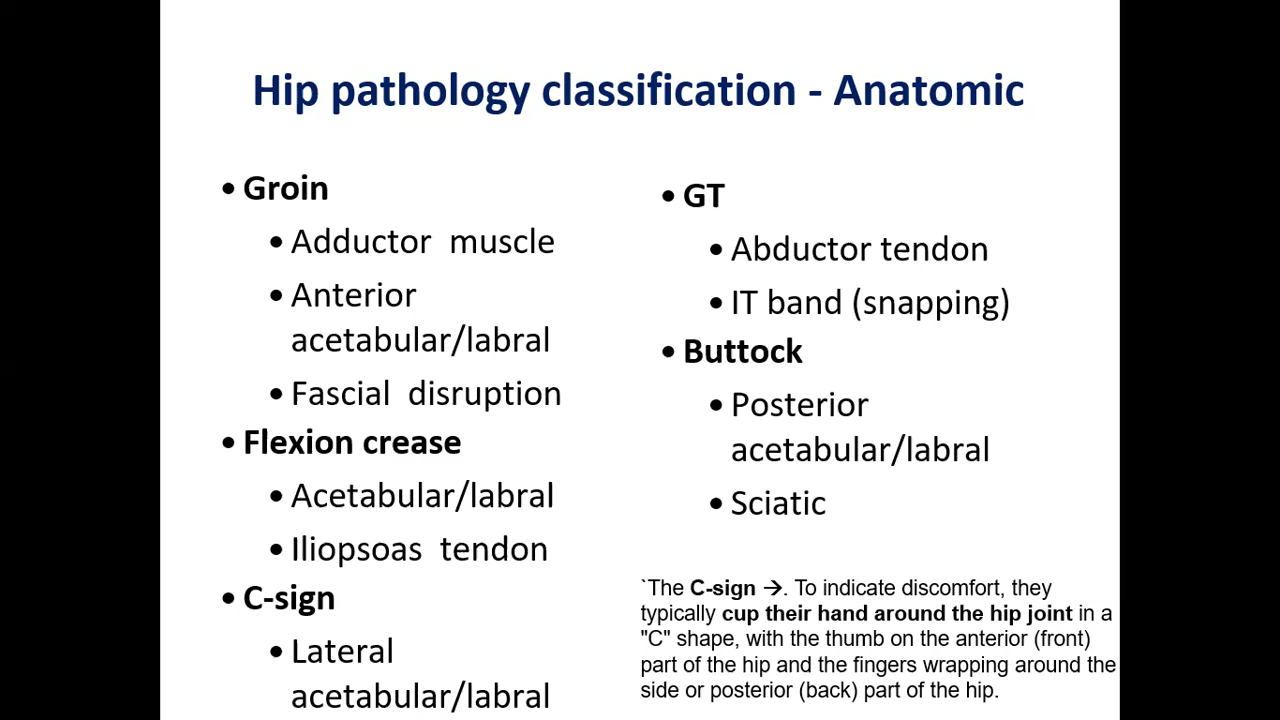 Hip pathology classification - Anatomic
• Groin
• Adductor muscle
• Anterior
acetabular/labral
• Fascial disruption
• Flexion crease
• Acetabular/labral
• Iliopsoas tendon
• C-sign
• Lateral
acetabular/labral
• GT
• Abductor tendon
• IT band (snapping)
• Buttock
• Posterior
acetabular/labral
• Sciatic
`The C-sign →. To indicate discomfort, they
typically cup their hand around the hip joint in a
"C" shape, with the thumb on the anterior (front)
part of the hip and the fingers wrapping around the
side or posterior (back) part of the hip.